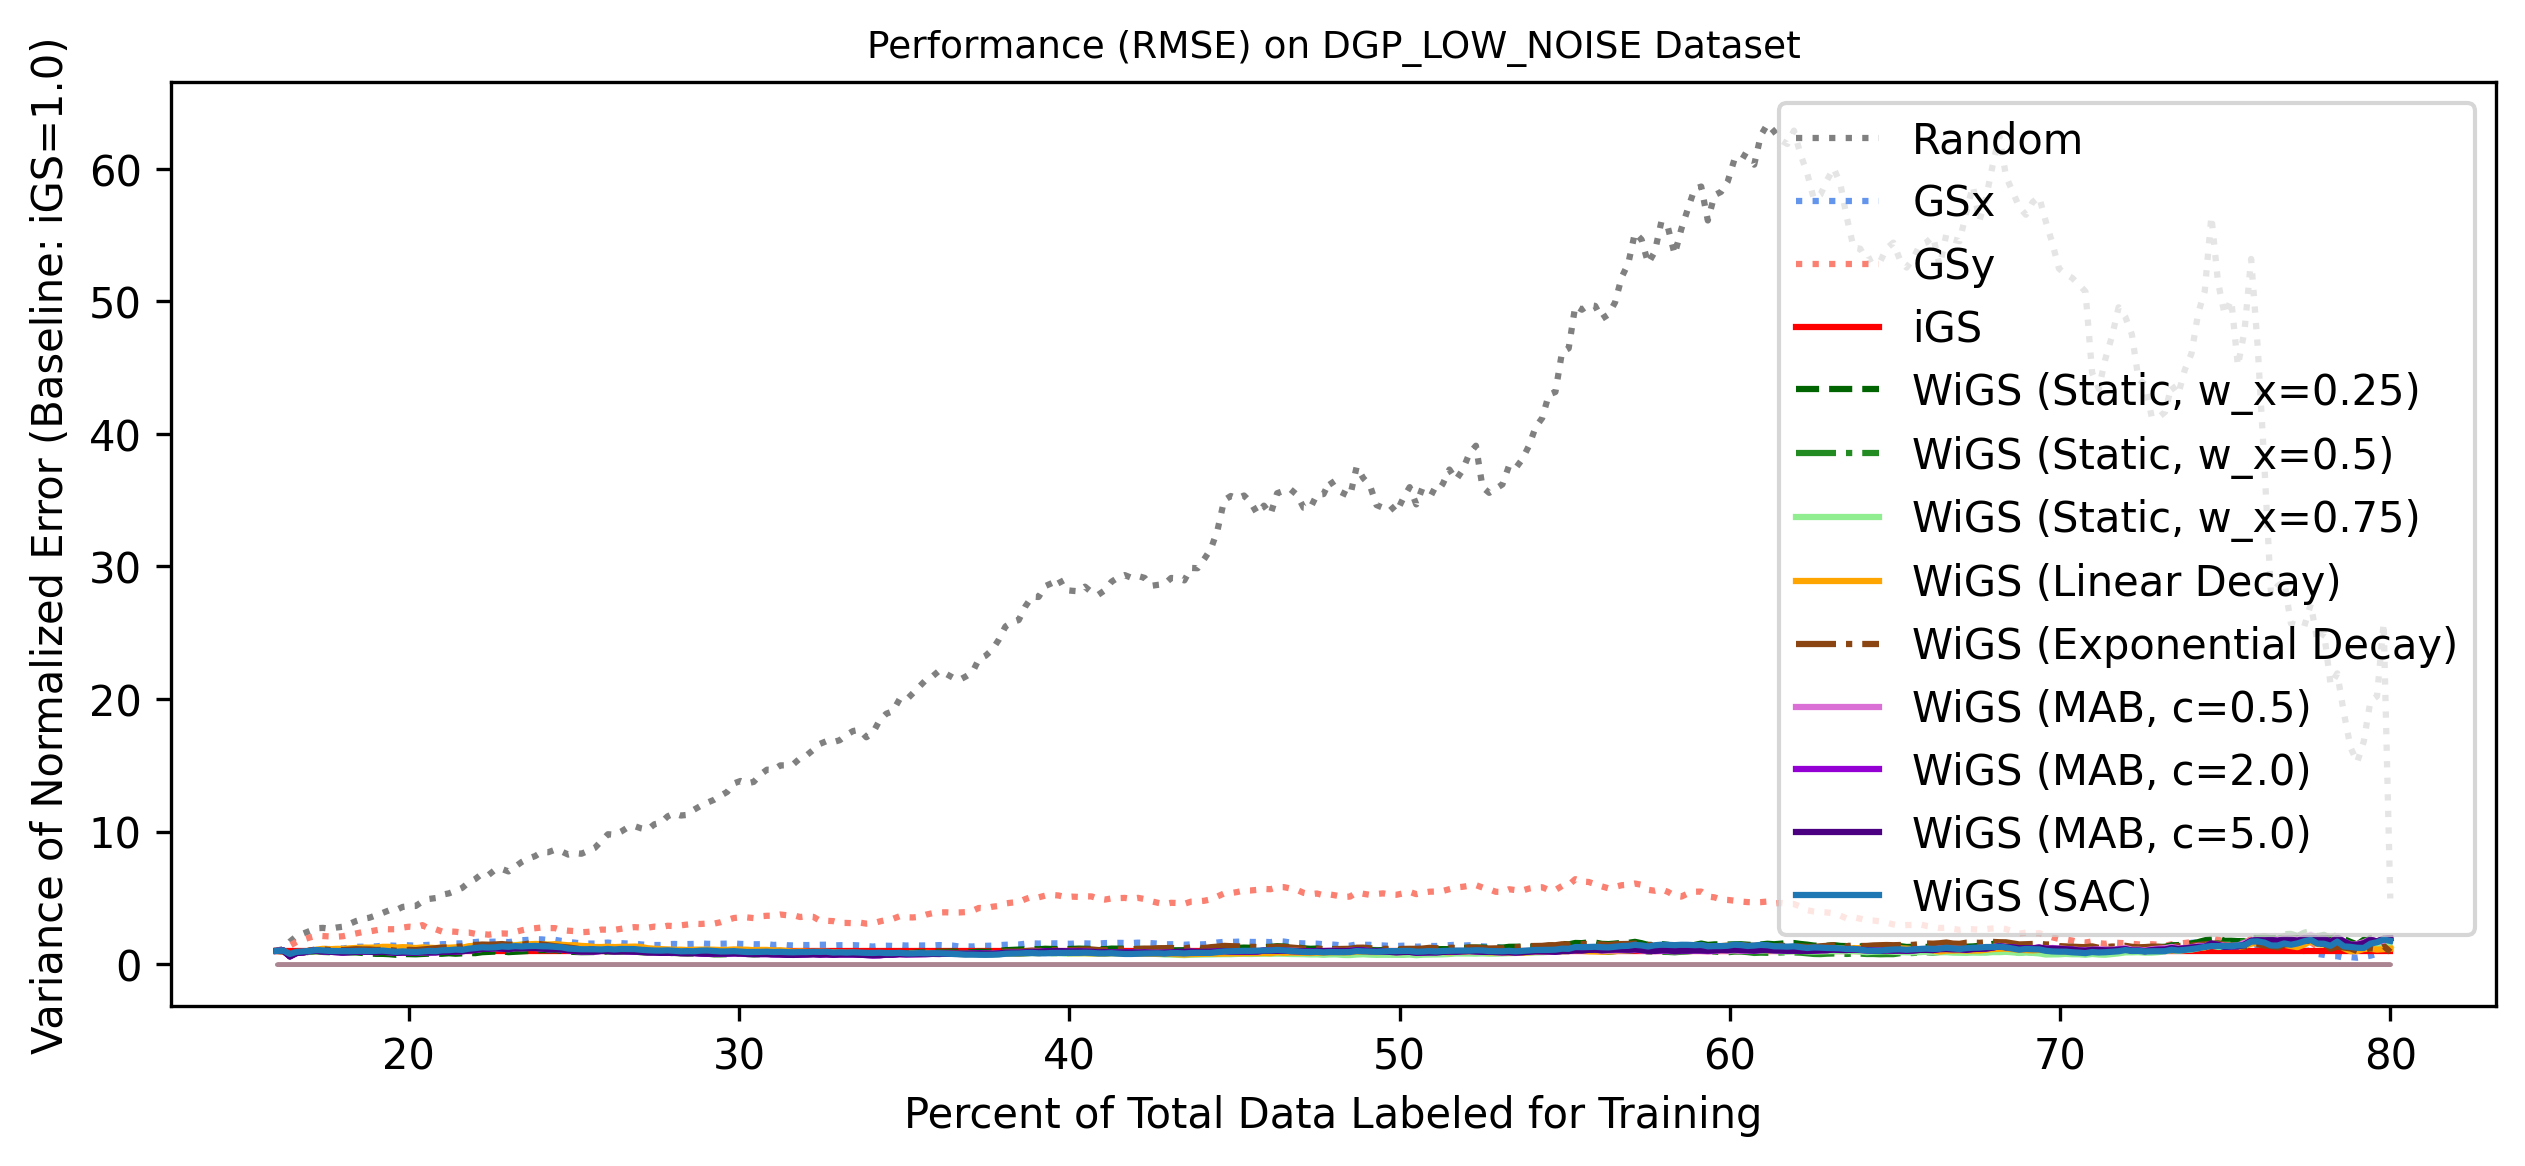 Performance (RMSE) on DGP_LOW_NOISE Dataset
Variance of Normalized Error (Baseline: iGS=1.0)
60
50
40
30
20
10
0
Random
GSx
GSy
iGS
WiGS (Static, w_x=0.25)
WiGS (Static, w_x=0.5)
WiGS (Static, w_x=0.75)
WiGS (Linear Decay)
WiGS (Exponential Decay)
WiGS (MAB, c=0.5)
WiGS (MAB, c=2.0)
WiGS (MAB, c=5.0)
WiGS (SAC)
20 30 40 50 60 70 80
Percent of Total Data Labeled for Training